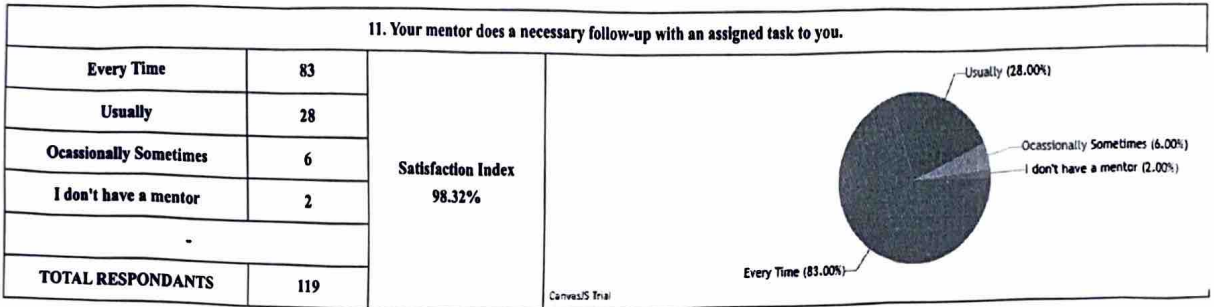 11. Your mentor does a necessary follow-up with an assigned task to you.
Every Time 83
Usually 28
Ocassionally Sometimes 6
I don't have a mentor 2
-
TOTAL RESPONDANTS 119
Satisfaction Index
98.32%
Usually (28.00%)
Ocassionally Sometimes (6.00%)
I don't have a mentor (2.00%)
Every Time (83.00%)
CanvasJS Trial